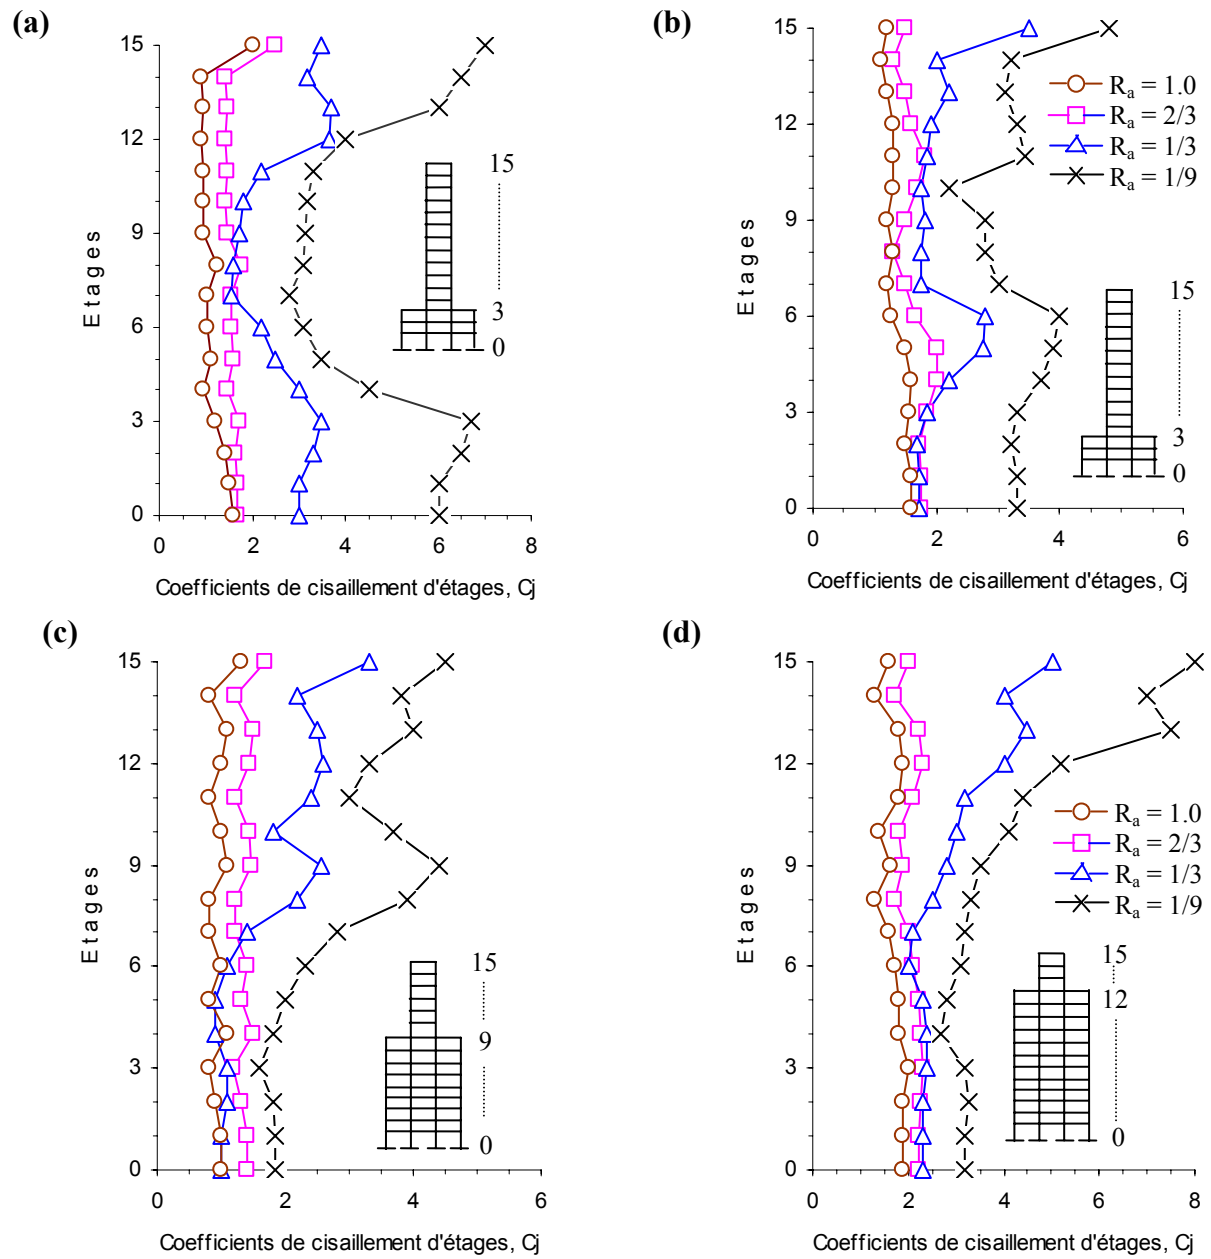 (a)
15
12
9
6
3
0
Etages
0 2 4 6 8
Coefficients de cisaillement d'étages, Cj
15
3
0
(b)
15
12
9
6
3
0
Etages
0 2 4 6
Coefficients de cisaillement d'étages, Cj
Ra = 1.0
Ra = 2/3
Ra = 1/3
Ra = 1/9
15
3
0
(c)
15
12
9
6
3
0
Etages
0 2 4 6
Coefficients de cisaillement d'étages, Cj
15
9
0
(d)
15
12
9
6
3
0
Etages
0 2 4 6 8
Coefficients de cisaillement d'étages, Cj
Ra = 1.0
Ra = 2/3
Ra = 1/3
Ra = 1/9
15
12
0